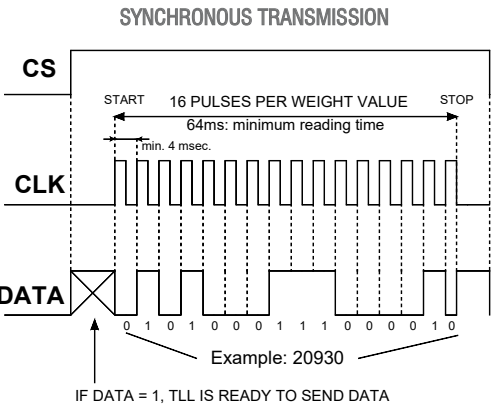 SYNCHRONOUS TRANSMISSION
CS
START 16 PULSES PER WEIGHT VALUE STOP
64ms: minimum reading time
min. 4 msec.
CLK
DATA
0 1 0 1 0 0 0 1 1 1 0 0 0 0 1 0
Example: 20930
IF DATA = 1, TLL IS READY TO SEND DATA